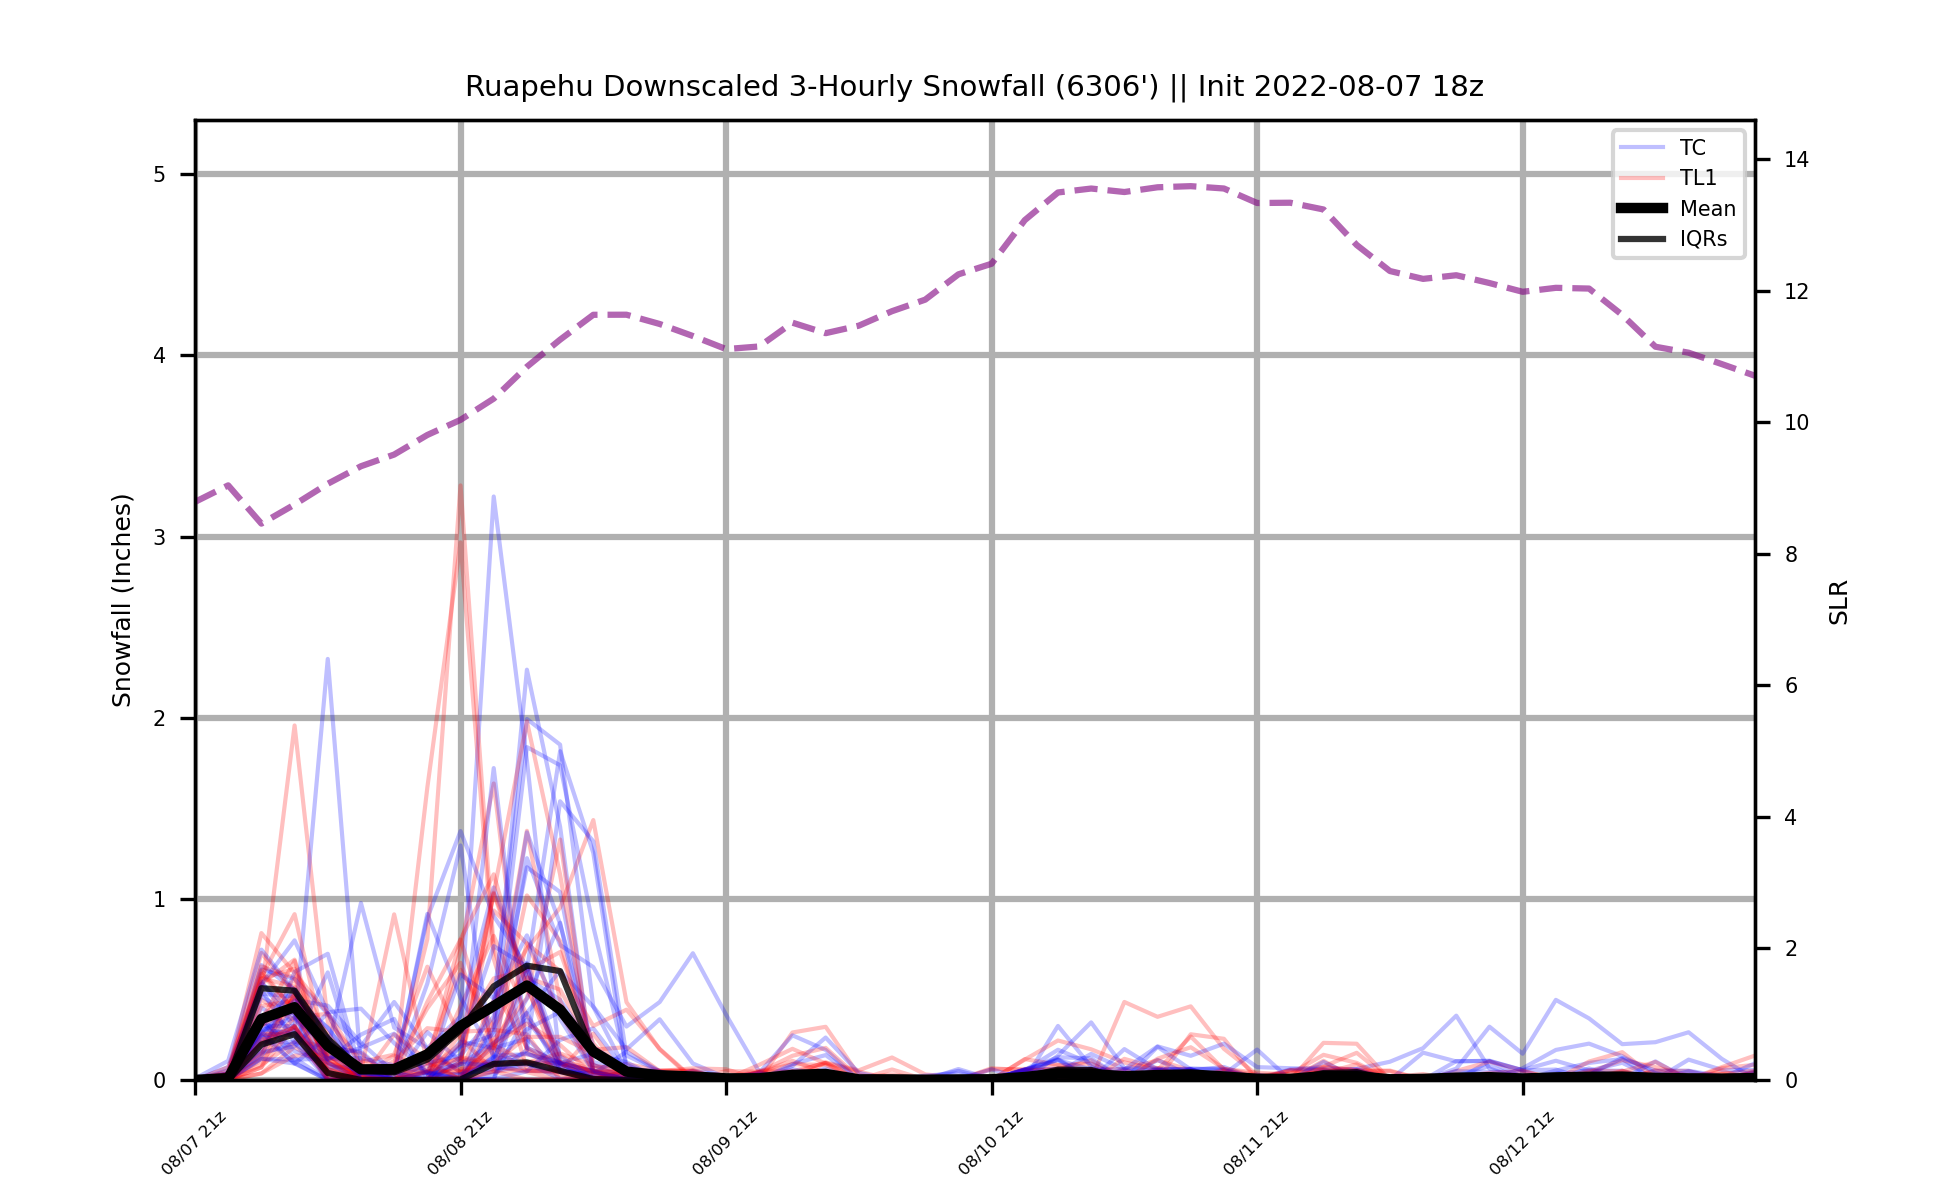 Ruapehu Downscaled 3-Hourly Snowfall (6306') || Init 2022-08-07 18z
TC
TL1
Mean
IQRs
Snowfall (Inches)
5
4
3
2
1
0
14
12
10
8
6
4
2
0
SLR
08/07 21z
08/08 21z
08/09 21z
08/10 21z
08/11 21z
08/12 21z